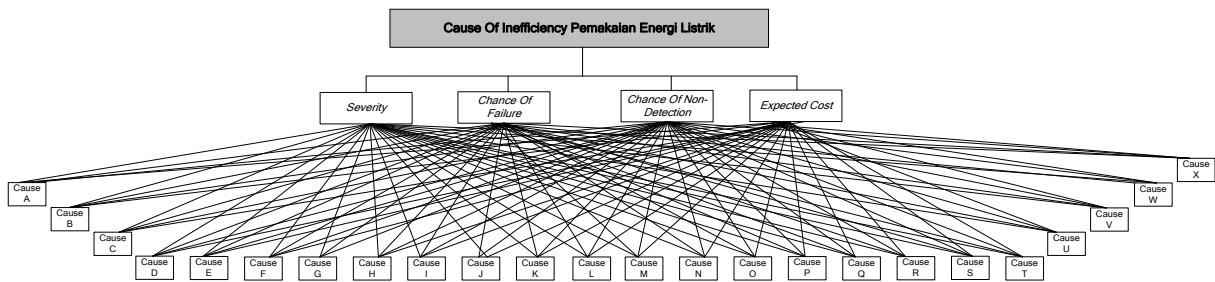 Cause Of Inefficiency Pemakaian Energi Listrik
Severity
Chance Of
Failure
Chance Of Non-
Detection
Expected Cost
Cause
A
Cause
B
Cause
C
Cause
D
Cause
E
Cause
F
Cause
G
Cause
H
Cause
I
Cause
J
Cuase
K
Cause
L
Cause
M
Cause
N
Cause
O
Cause
P
Cause
Q
Cause
R
Cause
S
Cause
T
Cause
U
Cause
V
Cause
W
Cause
X